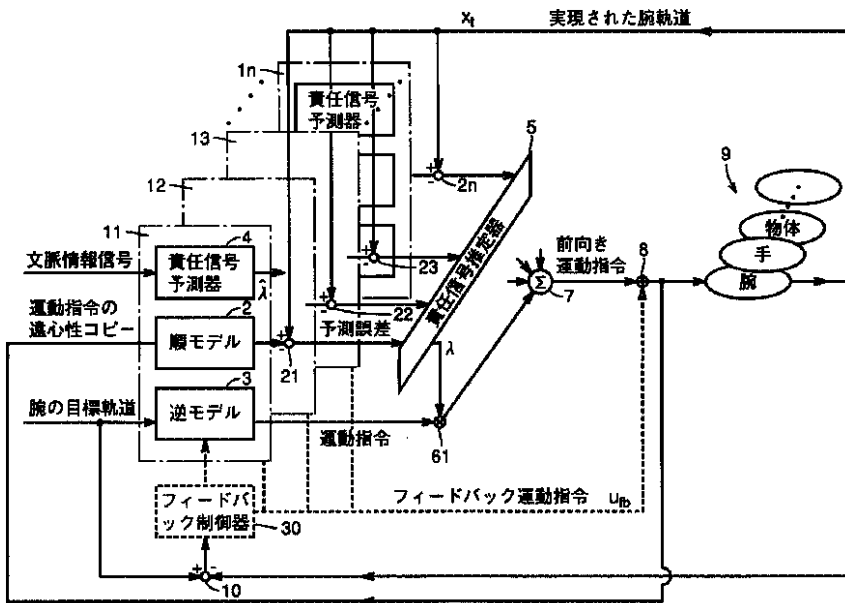 x_t
実現された腕軌道
1n
責任信号
予測器
13
12
11
5
2n
9
物体
手
腕
4
文脈情報信号
責任信号
予測器
λ̂
23
責任信号推定器
前向き
運動指令
8
Σ
7
運動指令の
遠心性コピー
2
順モデル
22
予測誤差
21
λ
3
腕の目標軌道
逆モデル
運動指令
61
フィードバック運動指令 u_fb
フィードバ
ック制御器
30
10
+
-
+
-
+
-
+
-
+
-